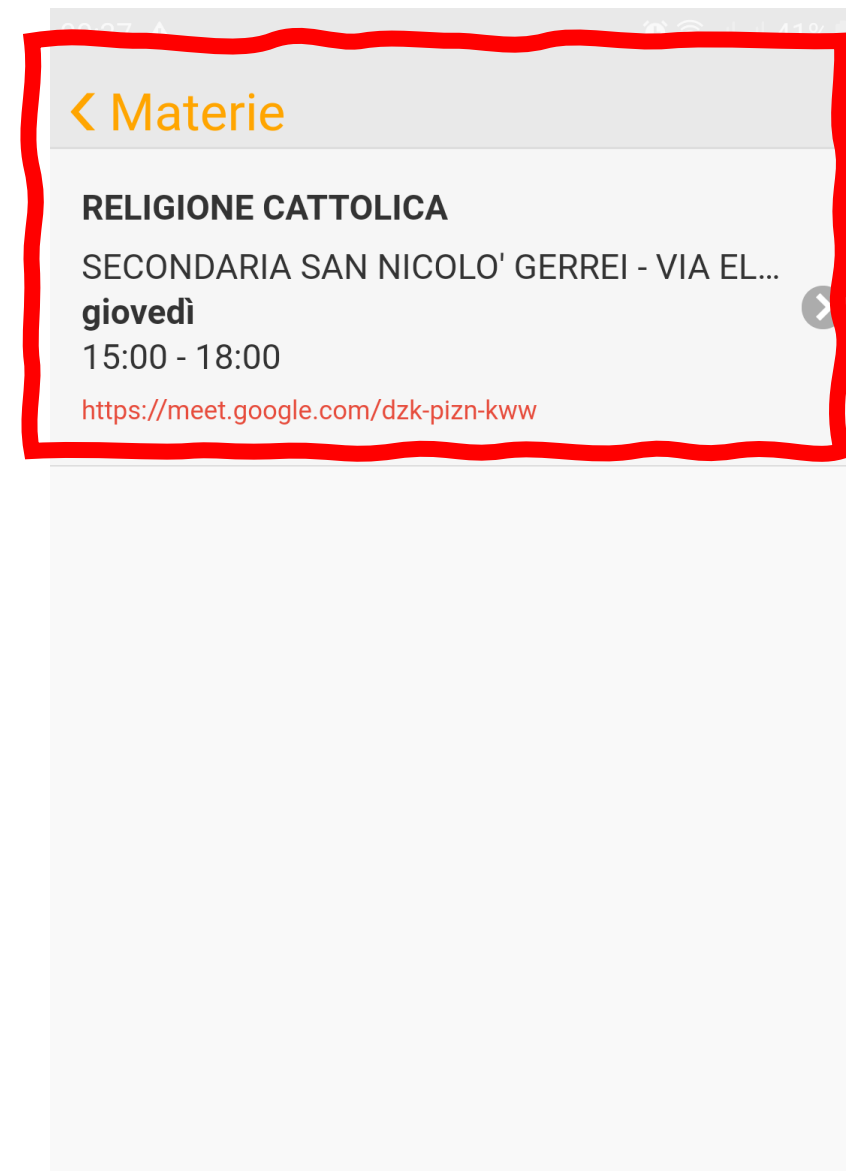 Materie
RELIGIONE CATTOLICA
SECONDARIA SAN NICOLO' GERREI - VIA EL...
giovedì
15:00 - 18:00
https://meet.google.com/dzk-pizn-kww